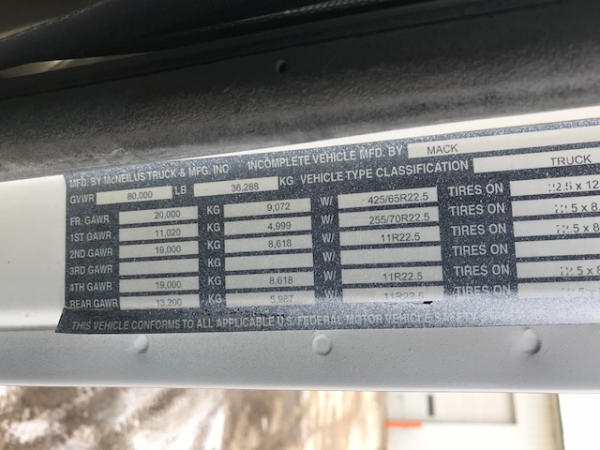 MFD. BY McNEILUS TRUCK & MFG. INC INCOMPLETE VEHICLE MFD. BY MACK
GVWR 80,000 LB 36,288 KG VEHICLE TYPE CLASSIFICATION TRUCK
FR. GAWR 20,000 KG 9,072 W/ 425/65R22.5 TIRES ON
1ST GAWR 11,020 KG 4,999 W/ 255/70R22.5 TIRES ON
2ND GAWR 19,000 KG 8,618 W/ 11R22.5 TIRES ON
3RD GAWR KG W/ TIRES ON
4TH GAWR 19,000 KG 8,618 W/ 11R22.5 TIRES ON
REAR GAWR 13,200 KG 5,987 W/ 11R22.5 TIRES ON
THIS VEHICLE CONFORMS TO ALL APPLICABLE U.S. FEDERAL MOTOR VEHICLE SAFETY